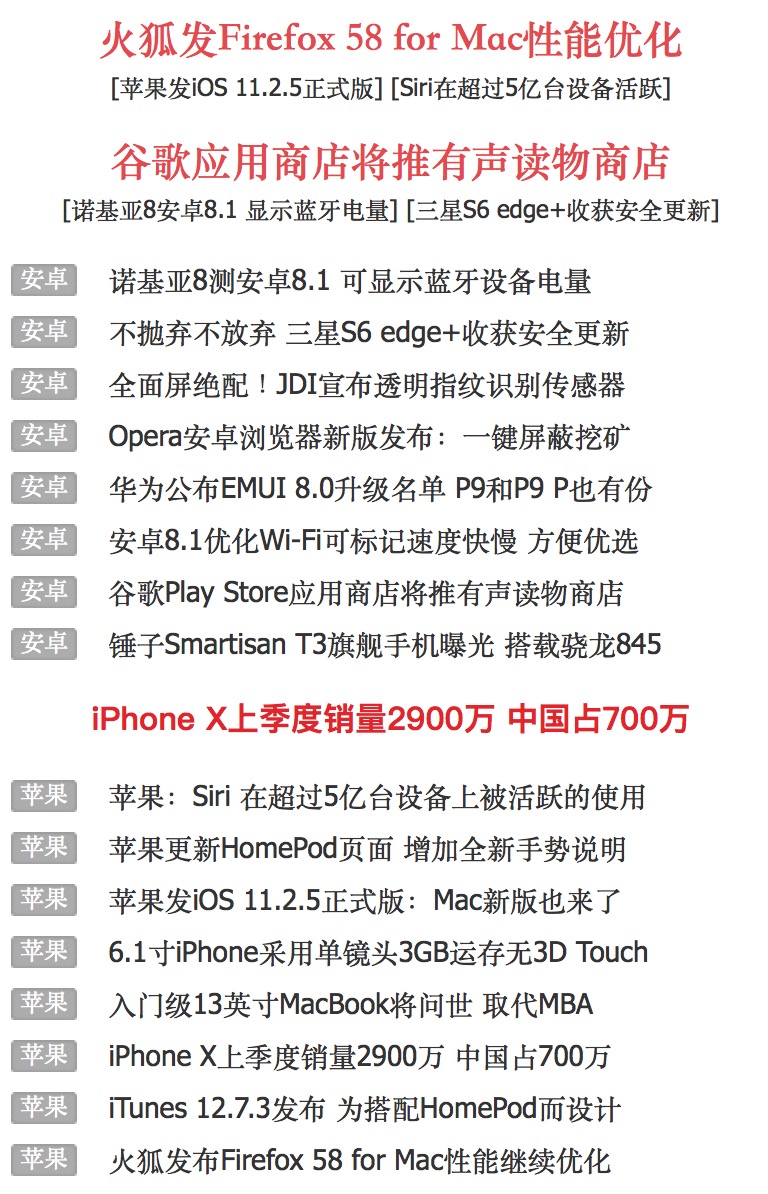 火狐发Firefox 58 for Mac性能优化
[苹果发iOS 11.2.5正式版] [Siri在超过5亿台设备活跃]
谷歌应用商店将推有声读物商店
[诺基亚8安卓8.1 显示蓝牙电量] [三星S6 edge+收获安全更新]
安卓 诺基亚8测安卓8.1 可显示蓝牙设备电量
安卓 不抛弃不放弃 三星S6 edge+收获安全更新
安卓 全面屏绝配！JDI宣布透明指纹识别传感器
安卓 Opera安卓浏览器新版发布：一键屏蔽挖矿
安卓 华为公布EMUI 8.0升级名单 P9和P9 P也有份
安卓 安卓8.1优化Wi-Fi可标记速度快慢 方便优选
安卓 谷歌Play Store应用商店将推有声读物商店
安卓 锤子Smartisan T3旗舰手机曝光 搭载骁龙845
iPhone X上季度销量2900万 中国占700万
苹果 苹果：Siri 在超过5亿台设备上被活跃的使用
苹果 苹果更新HomePod页面 增加全新手势说明
苹果 苹果发iOS 11.2.5正式版：Mac新版也来了
苹果 6.1寸iPhone采用单镜头3GB运存无3D Touch
苹果 入门级13英寸MacBook将问世 取代MBA
苹果 iPhone X上季度销量2900万 中国占700万
苹果 iTunes 12.7.3发布 为搭配HomePod而设计
苹果 火狐发布Firefox 58 for Mac性能继续优化